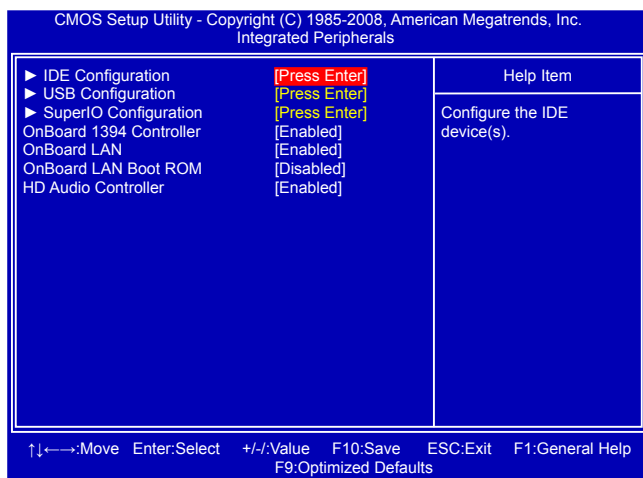 CMOS Setup Utility - Copyright (C) 1985-2008, American Megatrends, Inc.
Integrated Peripherals
► IDE Configuration [Press Enter]
► USB Configuration [Press Enter]
► SuperIO Configuration [Press Enter]
OnBoard 1394 Controller [Enabled]
OnBoard LAN [Enabled]
OnBoard LAN Boot ROM [Disabled]
HD Audio Controller [Enabled]
Help Item
Configure the IDE
device(s).
↑↓←→:Move Enter:Select +/-/:Value F10:Save ESC:Exit F1:General Help
F9:Optimized Defaults